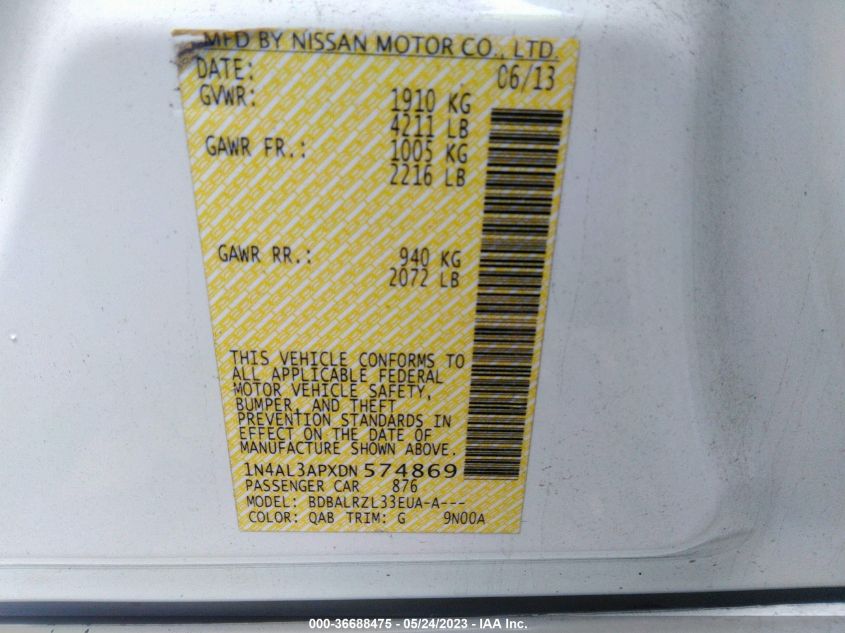 MFD BY NISSAN MOTOR CO., LTD.
DATE: 06/13
GVWR: 1910 KG
4211 LB
GAWR FR.: 1005 KG
2216 LB
GAWR RR.: 940 KG
2072 LB
THIS VEHICLE CONFORMS TO
ALL APPLICABLE FEDERAL
MOTOR VEHICLE SAFETY,
BUMPER, AND THEFT
PREVENTION STANDARDS IN
EFFECT ON THE DATE OF
MANUFACTURE SHOWN ABOVE.
1N4AL3APXDN574869
PASSENGER CAR 876
MODEL: BDBALRZL33EUA-A---
COLOR: QAB TRIM: G 9N00A
000-36688475 - 05/24/2023 - IAA Inc.